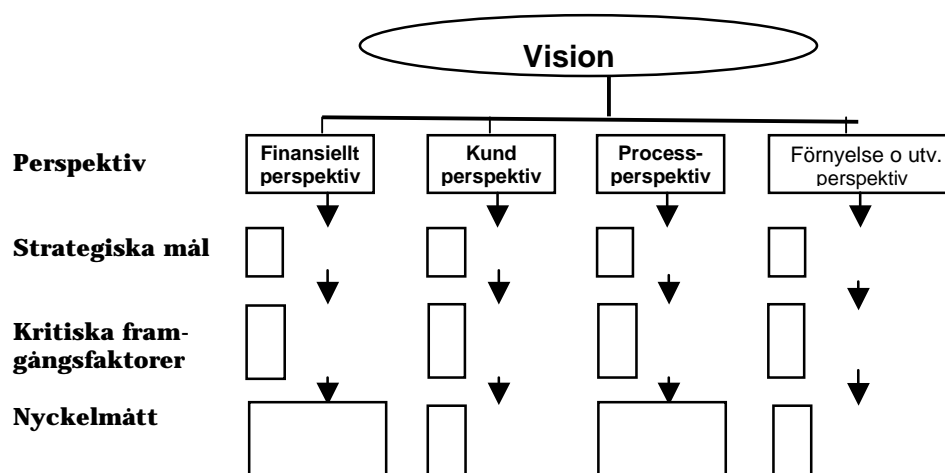 Vision
Perspektiv
Finansiellt
perspektiv
Kund
perspektiv
Process-
perspektiv
Förnyelse o utv.
perspektiv
Strategiska mål
Kritiska fram-
gångsfaktorer
Nyckelmått